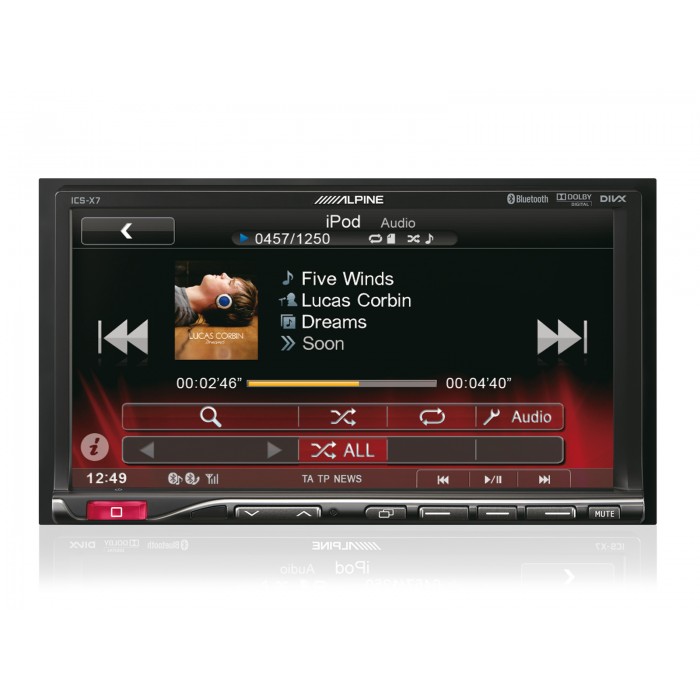 ICS-X7
ALPINE
Bluetooth
DOLBY
DIGITAL
DIVX
iPod Audio
0457/1250
Five Winds
Lucas Corbin
Dreams
Soon
LUCAS CORBIN
Dreams
00:02'46"
00:04'40"
Audio
ALL
12:49
TA TP NEWS
MUTE